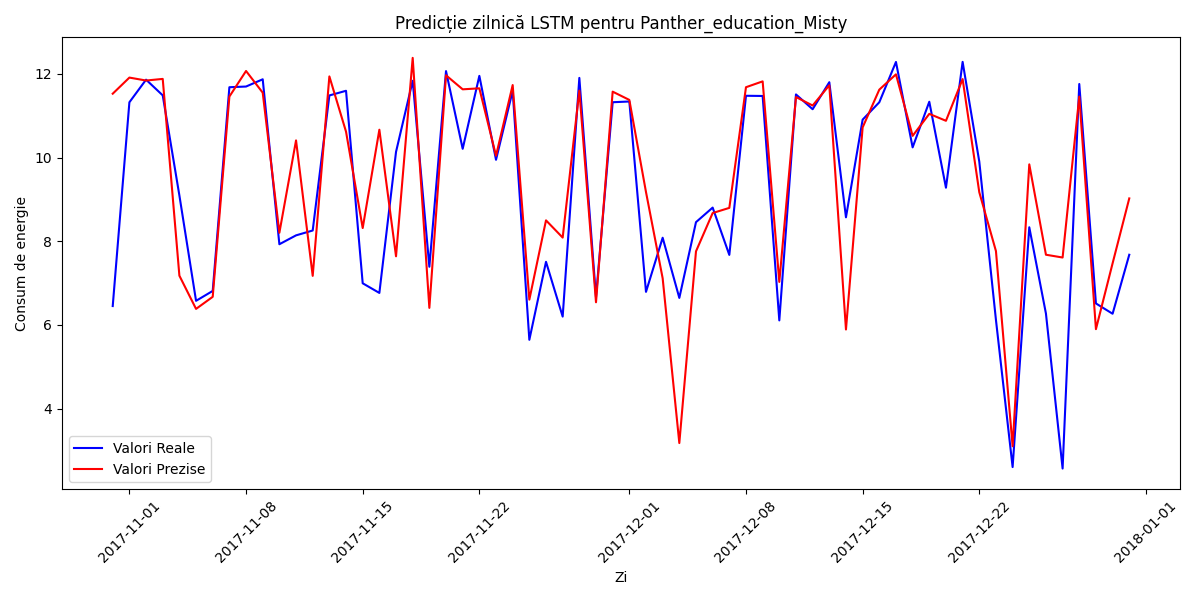 Predicție zilnică LSTM pentru Panther_education_Misty
Consum de energie
12
10
8
6
4
Valori Reale
Valori Prezise
2017-11-01
2017-11-08
2017-11-15
2017-11-22
2017-12-01
2017-12-08
2017-12-15
2017-12-22
2018-01-01
Zi